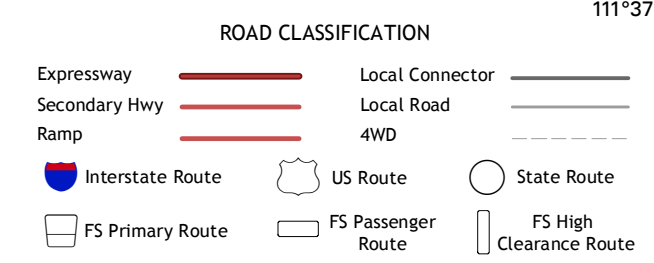 111°37
ROAD CLASSIFICATION
Expressway
Local Connector
Secondary Hwy
Local Road
Ramp
4WD
Interstate Route
US Route
State Route
FS Primary Route
FS Passenger
Route
FS High
Clearance Route